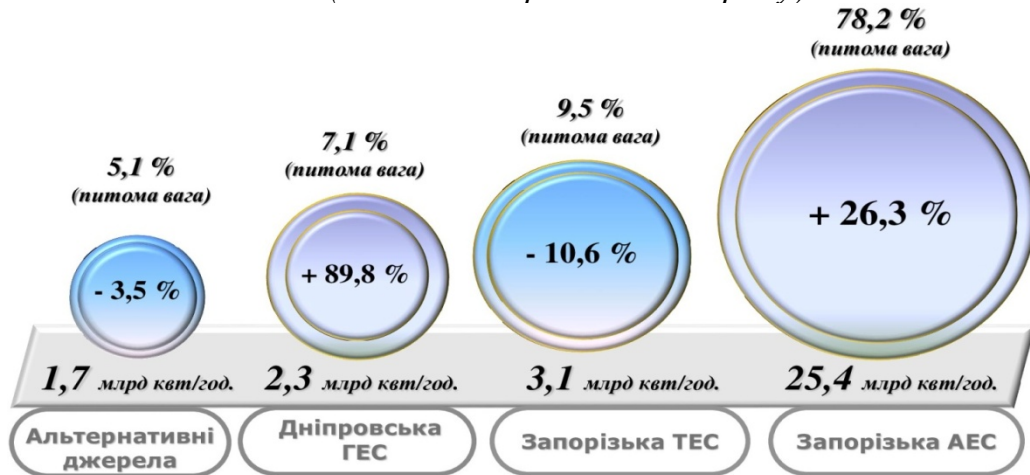 78,2 %
(питома вага)
9,5 %
(питома вага)
7,1 %
(питома вага)
5,1 %
(питома вага)
- 3,5 %
+ 89,8 %
- 10,6 %
+ 26,3 %
1,7 млрд квт/год.
2,3 млрд квт/год.
3,1 млрд квт/год.
25,4 млрд квт/год.
Альтернативні
джерела
Дніпровська
ГЕС
Запорізька ТЕС
Запорізька АЕС